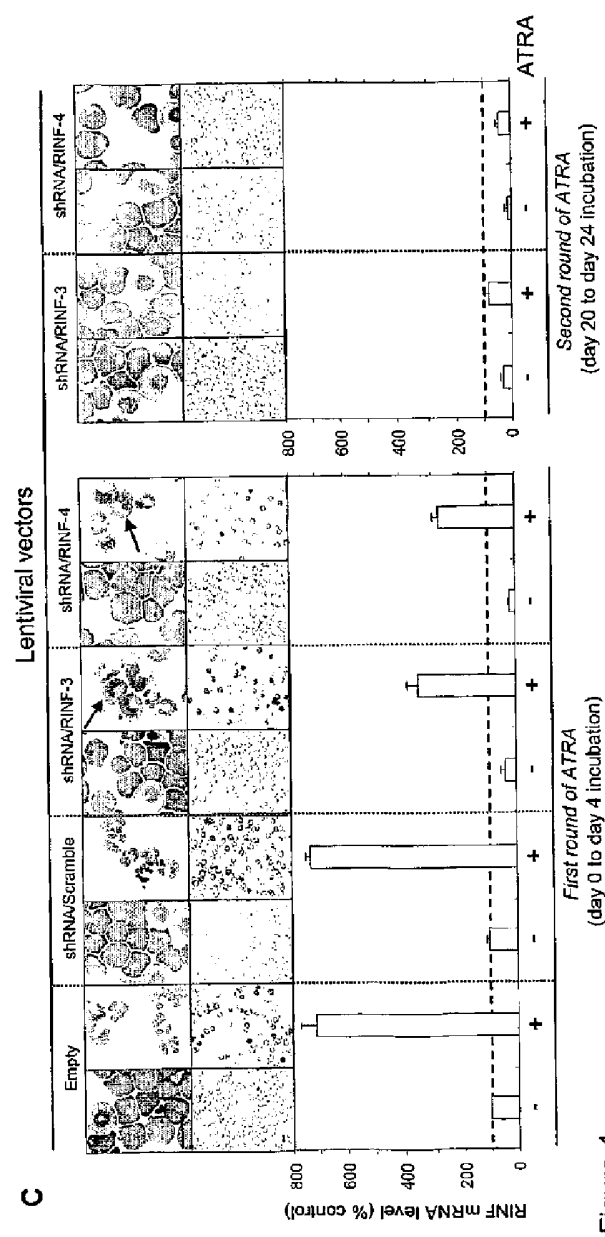 C
Lentiviral vectors
Empty
shRNA/Scramble
shRNA/RINF-3
shRNA/RINF-4
shRNA/RINF-3
shRNA/RINF-4
RINF mRNA level (% control)
800
600
400
200
0
800
600
400
200
0
- + - + - + - +
- + - + ATRA
First round of ATRA
(day 0 to day 4 incubation)
Second round of ATRA
(day 20 to day 24 incubation)